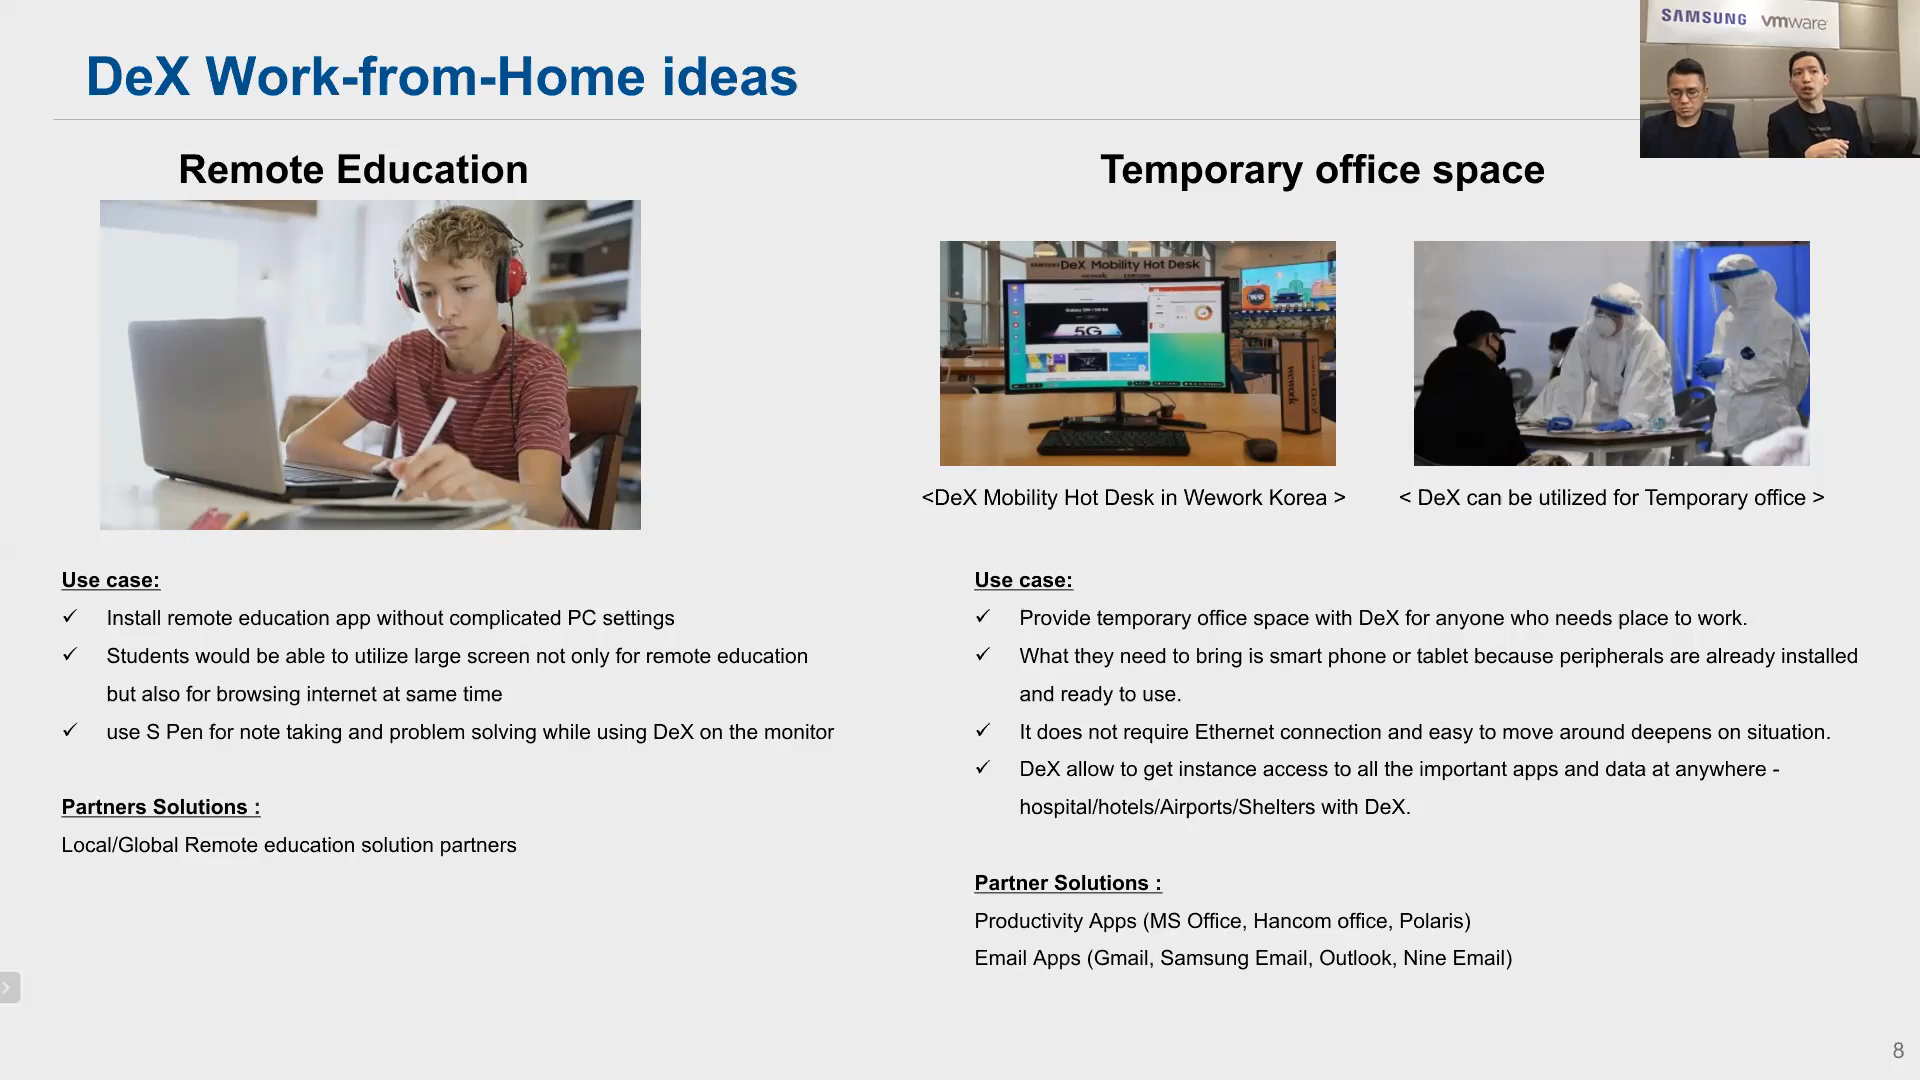 SAMSUNG vmware
DeX Work-from-Home ideas
Remote Education
Temporary office space
SAMSUNG DeX Mobility Hot Desk
5G
wework
<DeX Mobility Hot Desk in Wework Korea >
< DeX can be utilized for Temporary office >
Use case:
✓ Install remote education app without complicated PC settings
✓ Students would be able to utilize large screen not only for remote education
but also for browsing internet at same time
✓ use S Pen for note taking and problem solving while using DeX on the monitor
Partners Solutions :
Local/Global Remote education solution partners
Use case:
✓ Provide temporary office space with DeX for anyone who needs place to work.
✓ What they need to bring is smart phone or tablet because peripherals are already installed
and ready to use.
✓ It does not require Ethernet connection and easy to move around deepens on situation.
✓ DeX allow to get instance access to all the important apps and data at anywhere -
hospital/hotels/Airports/Shelters with DeX.
Partner Solutions :
Productivity Apps (MS Office, Hancom office, Polaris)
Email Apps (Gmail, Samsung Email, Outlook, Nine Email)
8